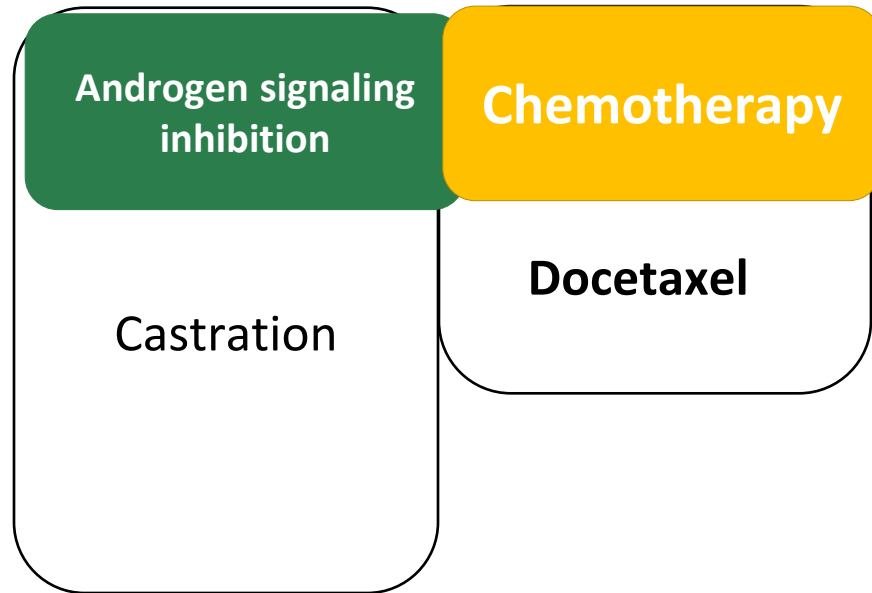 Androgen signaling
inhibition
Castration
Chemotherapy
Docetaxel